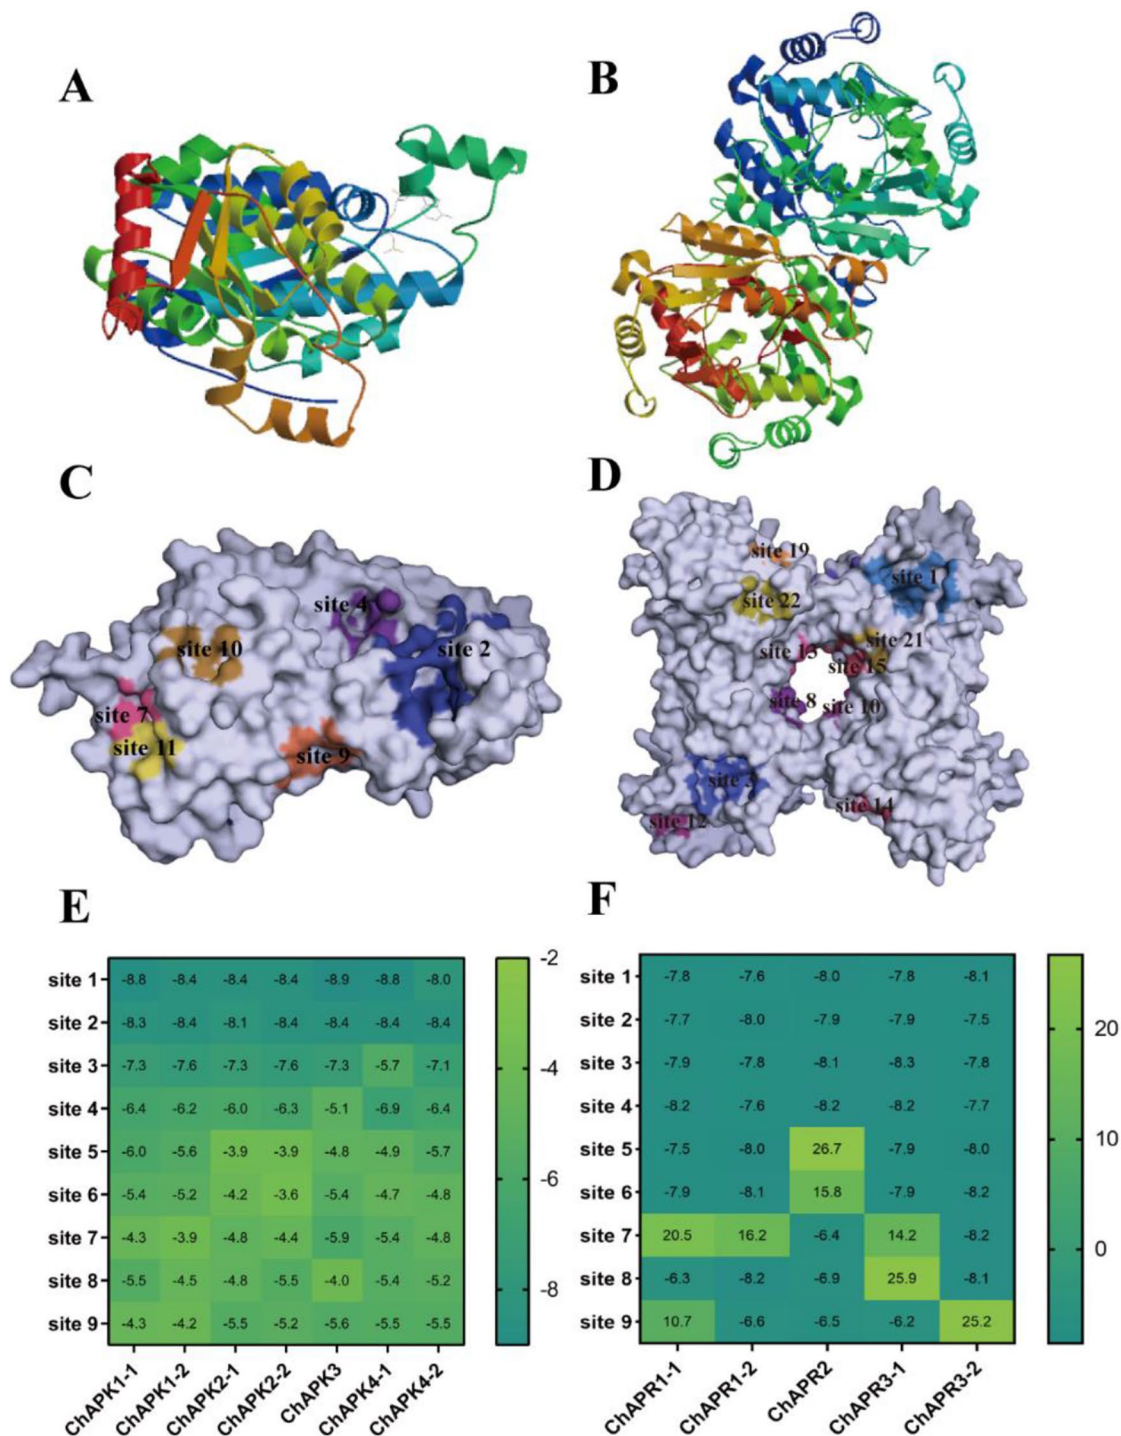 A
B
C
D
site 4
site 10
site 2
site 7
site 11
site 9
site 19
site 1
site 22
site 21
site 13
site 15
site 8
site 10
site 3
site 14
site 12
E
F
site 1 -8.8 -8.4 -8.4 -8.4 -8.9 -8.8 -8.0
site 2 -8.3 -8.4 -8.1 -8.4 -8.4 -8.4 -8.4
site 3 -7.3 -7.6 -7.3 -7.6 -7.3 -5.7 -7.1
site 4 -6.4 -6.2 -6.0 -6.3 -5.1 -6.9 -6.4
site 5 -6.0 -5.6 -3.9 -3.9 -4.8 -4.9 -5.7
site 6 -5.4 -5.2 -4.2 -3.6 -5.4 -4.7 -4.8
site 7 -4.3 -3.9 -4.8 -4.4 -5.9 -5.4 -4.8
site 8 -5.5 -4.5 -4.8 -5.5 -4.0 -5.4 -5.2
site 9 -4.3 -4.2 -5.5 -5.2 -5.6 -5.5 -5.5
ChAPK1-1 ChAPK1-2 ChAPK2-1 ChAPK2-2 ChAPK3 ChAPK4-1 ChAPK4-2
-2
-4
-6
-8
site 1 -7.8 -7.6 -8.0 -7.8 -8.1
site 2 -7.7 -8.0 -7.9 -7.9 -7.5
site 3 -7.9 -7.8 -8.1 -8.3 -7.8
site 4 -8.2 -7.6 -8.2 -8.2 -7.7
site 5 -7.5 -8.0 26.7 -7.9 -8.0
site 6 -7.9 -8.1 15.8 -7.9 -8.2
site 7 20.5 16.2 -6.4 14.2 -8.2
site 8 -6.3 -8.2 -6.9 25.9 -8.1
site 9 10.7 -6.6 -6.5 -6.2 25.2
ChAPR1-1 ChAPR1-2 ChAPR2 ChAPR3-1 ChAPR3-2
20
10
0